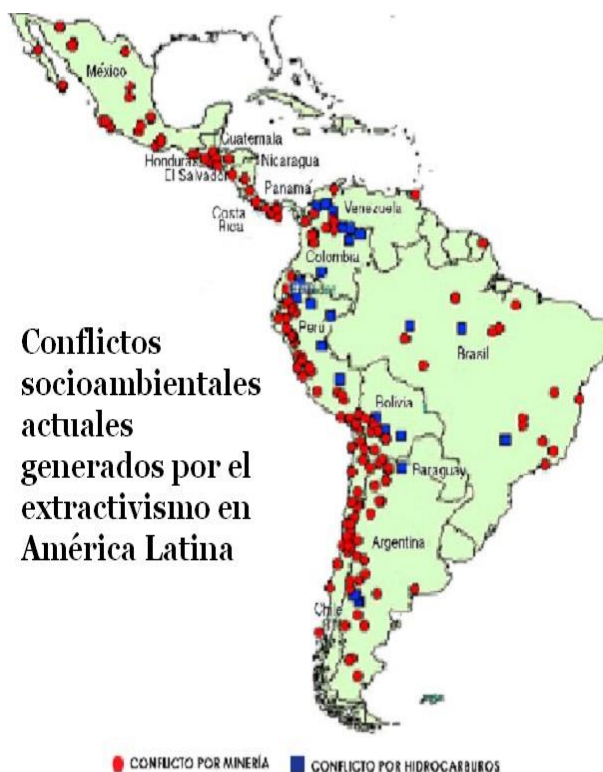 México
Guatemala
Honduras
Nicaragua
El Salvador
Panamá
Costa
Rica
Venezuela
Colombia
Perú
Brasil
Bolivia
Paraguay
Argentina
Chile
Conflictos
socioambientales
actuales
generados por el
extractivismo en
América Latina
CONFLICTO POR MINERÍA CONFLICTO POR HIDROCARBUROS